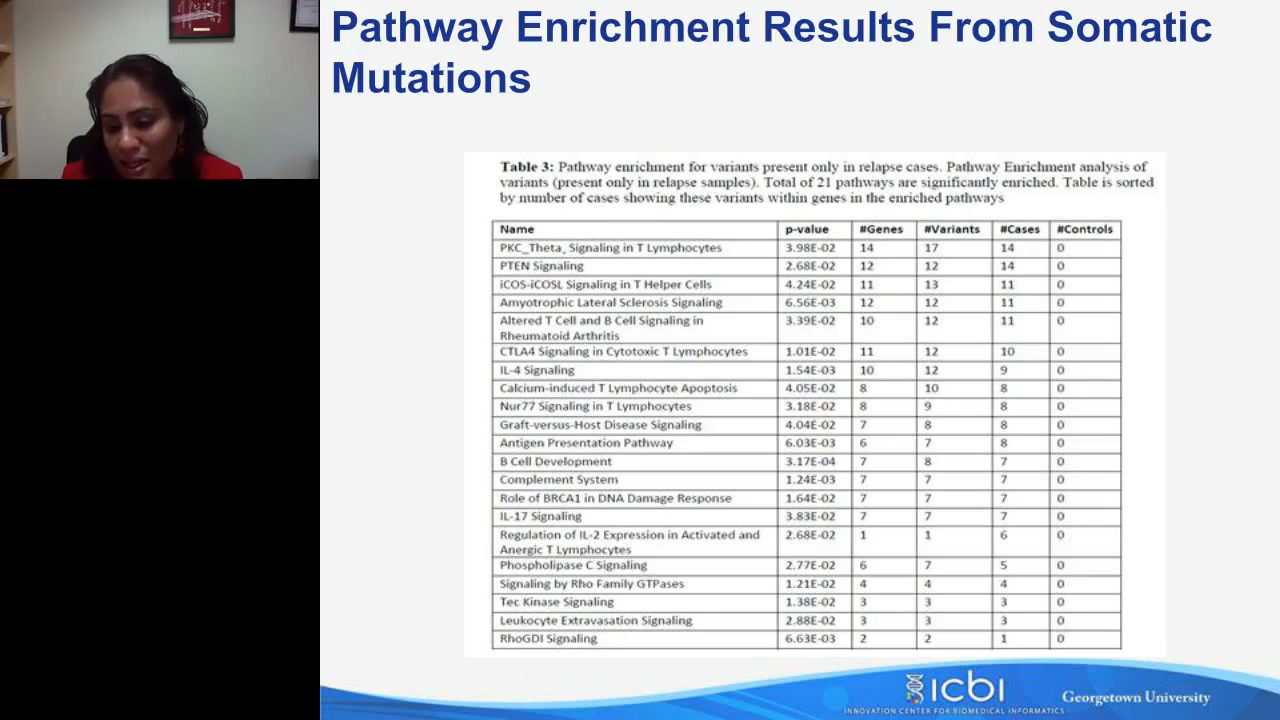 Pathway Enrichment Results From Somatic
Mutations
Table 3: Pathway enrichment for variants present only in relapse cases. Pathway Enrichment analysis of
variants (present only in relapse samples). Total of 21 pathways are significantly enriched. Table is sorted
by number of cases showing these variants within genes in the enriched pathways
Name p-value #Genes #Variants #Cases #Controls
PKC_Theta_ Signaling in T Lymphocytes 3.98E-02 14 17 14 0
PTEN Signaling 2.68E-02 12 12 14 0
iCOS-iCOSL Signaling in T Helper Cells 4.24E-02 11 13 11 0
Amyotrophic Lateral Sclerosis Signaling 6.56E-03 12 12 11 0
Altered T Cell and B Cell Signaling in 3.39E-02 10 12 11 0
Rheumatoid Arthritis
CTLA4 Signaling in Cytotoxic T Lymphocytes 1.01E-02 11 12 10 0
IL-4 Signaling 1.54E-03 10 12 9 0
Calcium-induced T Lymphocyte Apoptosis 4.05E-02 8 10 8 0
Nur77 Signaling in T Lymphocytes 3.18E-02 8 9 8 0
Graft-versus-Host Disease Signaling 4.04E-02 7 8 8 0
Antigen Presentation Pathway 6.03E-03 6 7 8 0
B Cell Development 3.17E-04 7 8 7 0
Complement System 1.24E-03 7 7 7 0
Role of BRCA1 in DNA Damage Response 1.64E-02 7 7 7 0
IL-17 Signaling 3.83E-02 7 7 7 0
Regulation of IL-2 Expression in Activated and 2.68E-02 1 1 6 0
Anergic T Lymphocytes
Phospholipase C Signaling 2.77E-02 6 7 5 0
Signaling by Rho Family GTPases 1.21E-02 4 4 4 0
Tec Kinase Signaling 1.38E-02 3 3 3 0
Leukocyte Extravasation Signaling 2.88E-02 3 3 3 0
RhoGDI Signaling 6.63E-03 2 2 1 0
icbi
INNOVATION CENTER FOR BIOMEDICAL INFORMATICS
Georgetown University